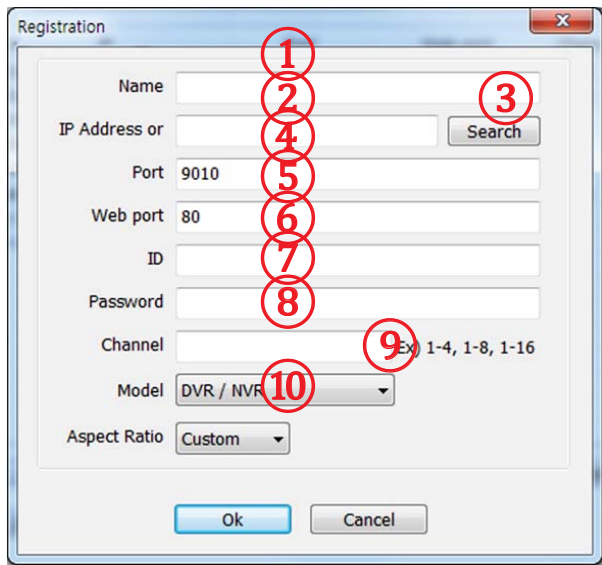 Registration
①
Name
②
③
IP Address or
④
Search
Port 9010
⑤
Web port 80
⑥
ID
⑦
Password
⑧
Channel
⑨
Ex) 1-4, 1-8, 1-16
Model DVR / NVR
⑩
Aspect Ratio Custom
Ok Cancel